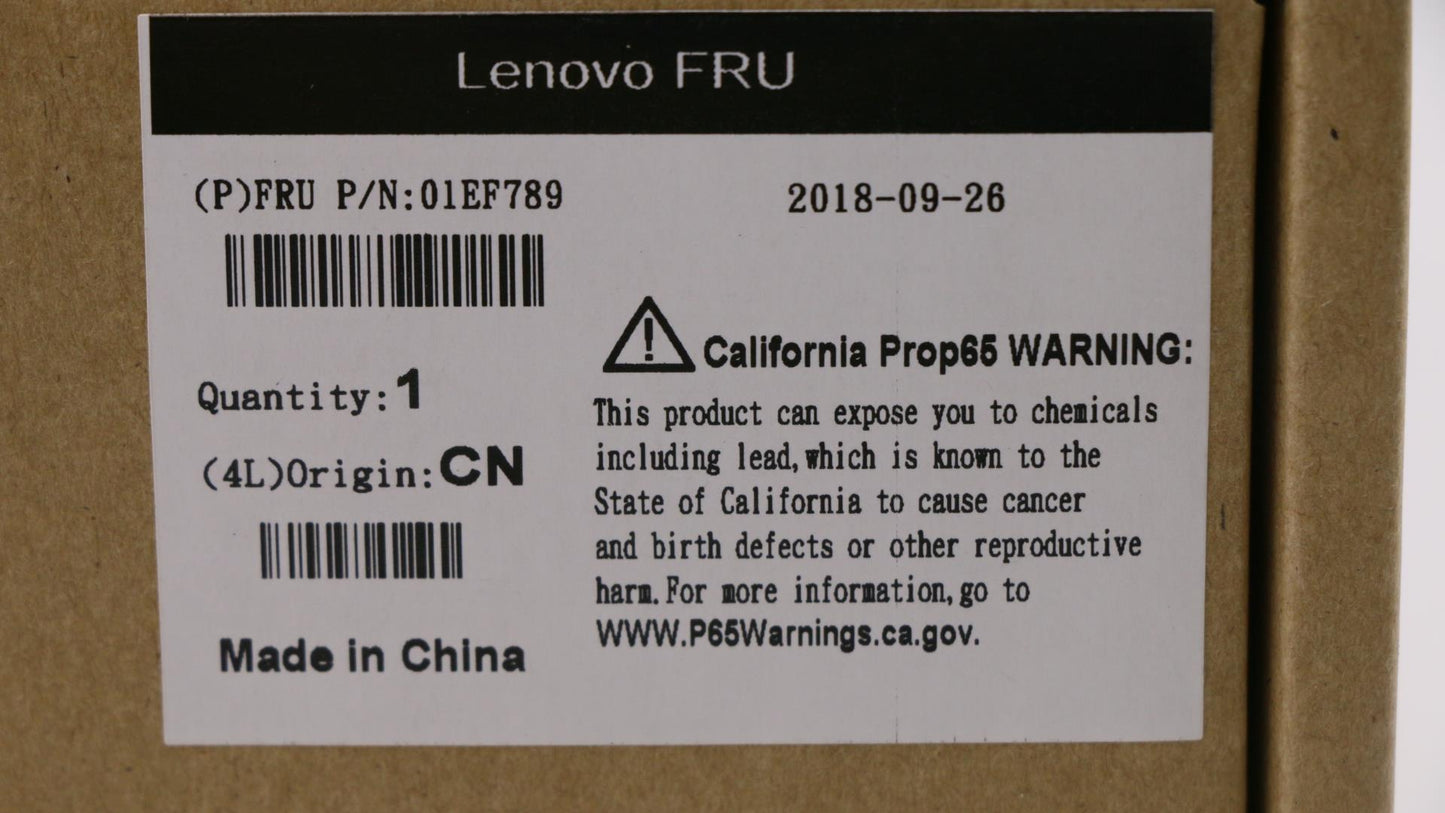 Lenovo FRU
(P)FRU P/N:01EF789
2018-09-26
Quantity:1
(4L)Origin:CN
Made in China
California Prop65 WARNING:
This product can expose you to chemicals
including lead,which is known to the
State of California to cause cancer
and birth defects or other reproductive
harm.For more information,go to
WWW.P65Warnings.ca.gov.